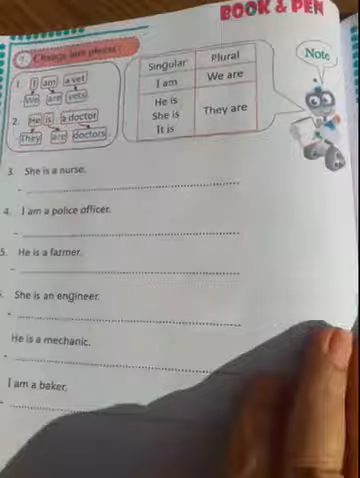 BOOK & PEN
Change into plural:
1. I am a vet
We are vets
2. He is a doctor.
They are doctors.
Singular Plural
I am We are
He is
She is They are
It is
Note
3. She is a nurse.
4. I am a police officer.
5. He is a farmer.
She is an engineer.
He is a mechanic.
I am a baker.